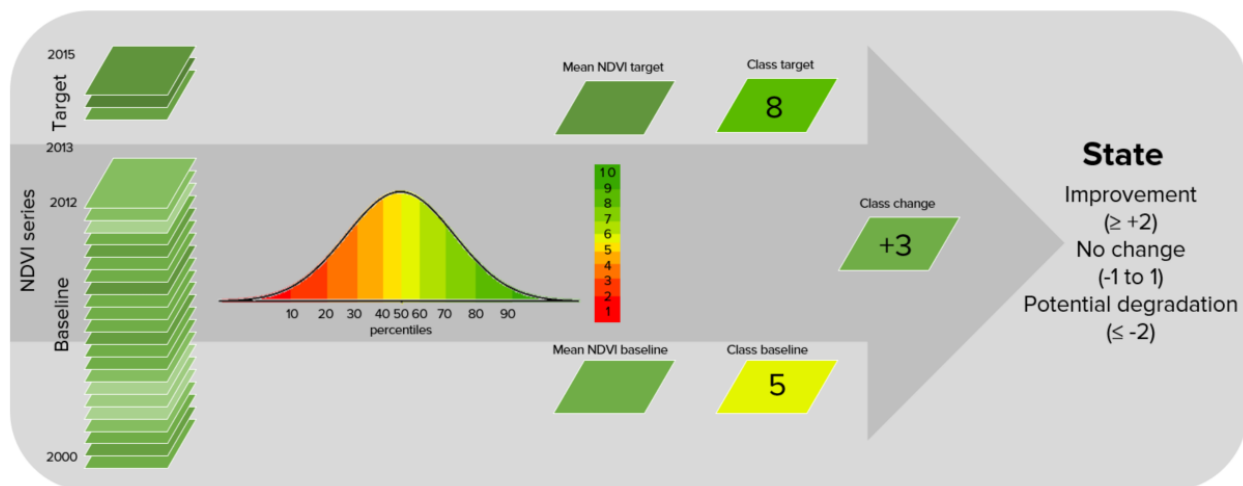 2015
Target
2013
NDVI series
2012
Baseline
2000
10 20 30 40 50 60 70 80 90
percentiles
10
9
8
7
6
5
4
3
2
1
Mean NDVI target
Class target
8
Class change
+3
Mean NDVI baseline
Class baseline
5
State
Improvement
(≥ +2)
No change
(-1 to 1)
Potential degradation
(≤ -2)